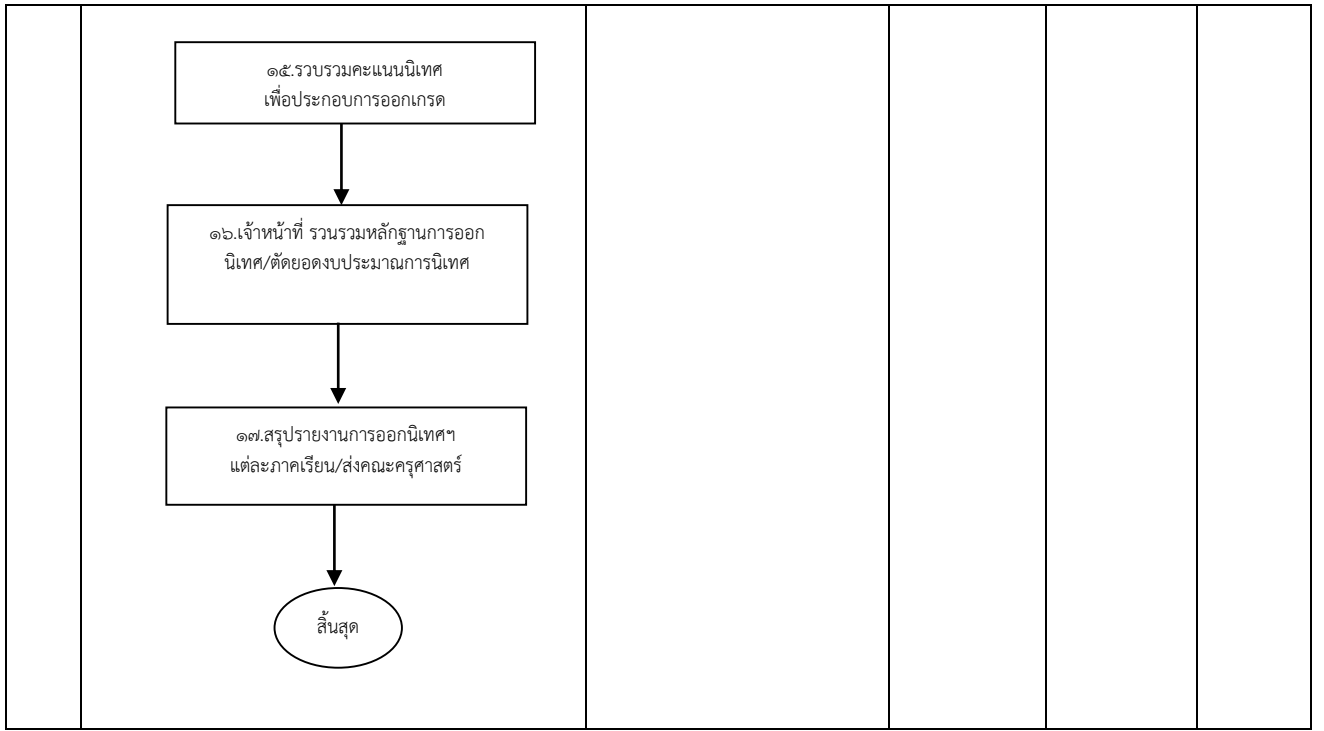 ๑๕.รวบรวมคะแนนนิเทศ
เพื่อประกอบการออกเกรด
๑๖.เจ้าหน้าที่ รวนรวมหลักฐานการออก
นิเทศ/ตัดยอดงบประมาณการนิเทศ
๑๗.สรุปรายงานการออกนิเทศฯ
แต่ละภาคเรียน/ส่งคณะครุศาสตร์
สิ้นสุด